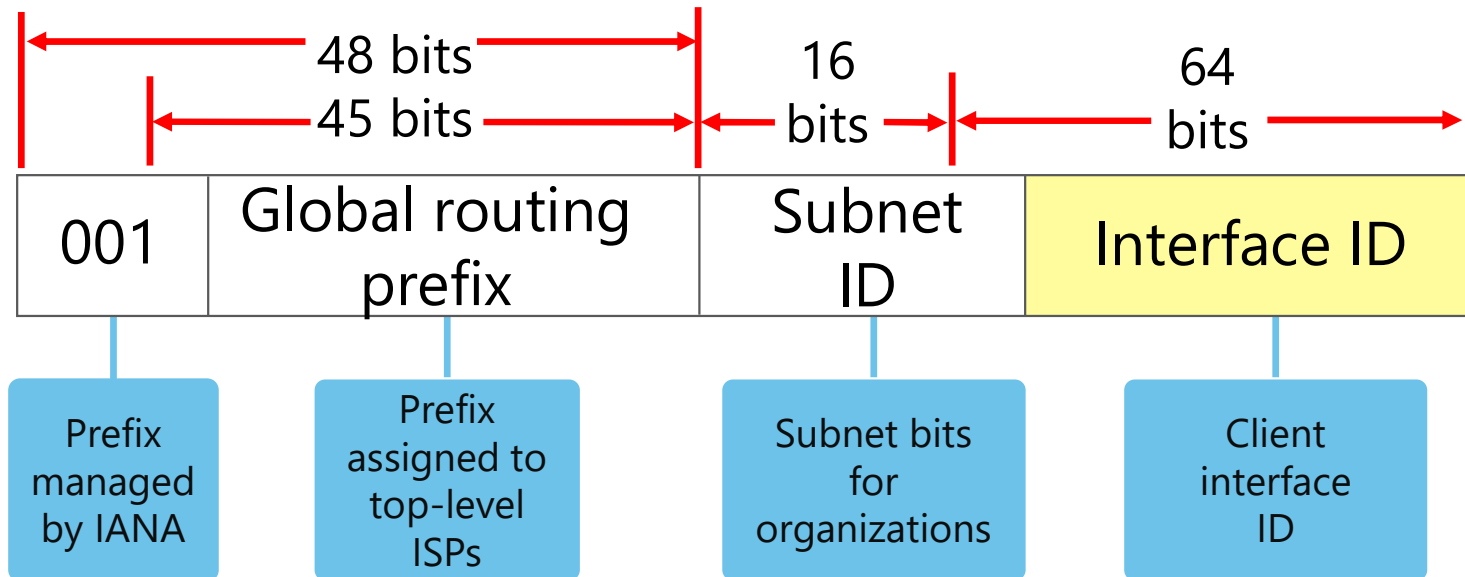 48 bits
45 bits
16
bits
64
bits
001
Global routing
prefix
Subnet
ID
Interface ID
Prefix
managed
by IANA
Prefix
assigned to
top-level
ISPs
Subnet bits
for
organizations
Client
interface
ID